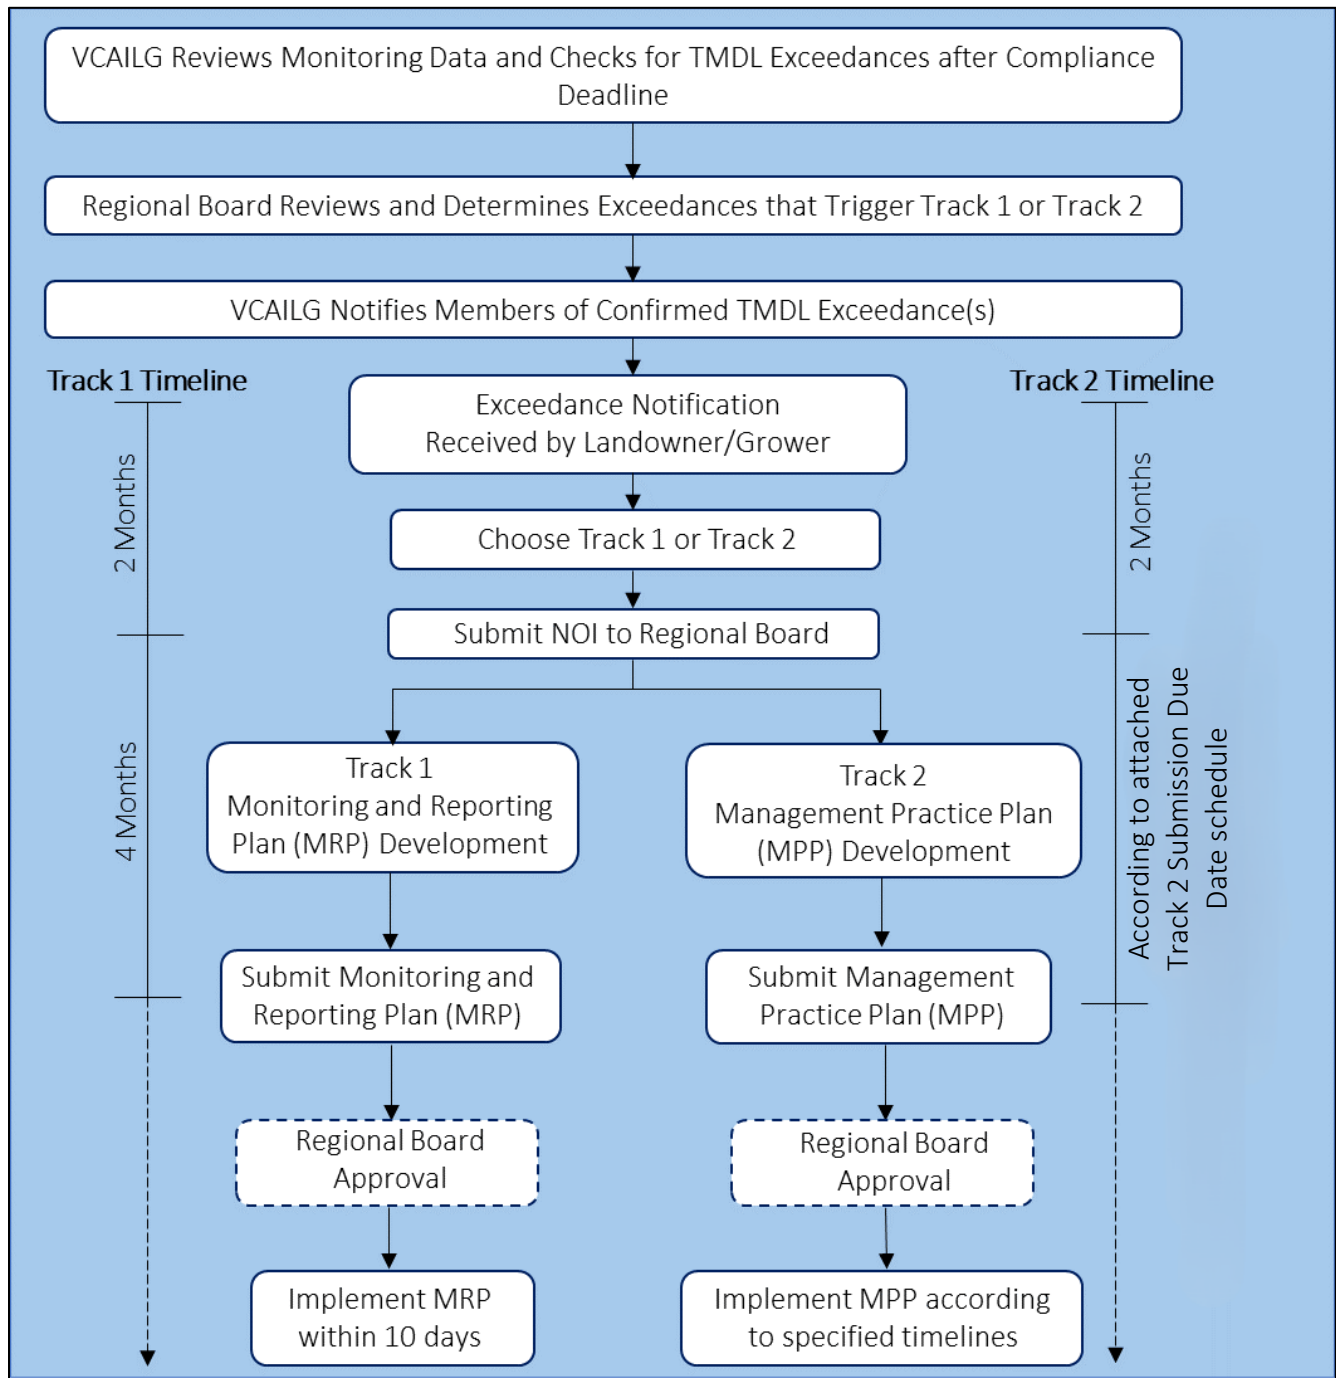 VCAILG Reviews Monitoring Data and Checks for TMDL Exceedances after Compliance
Deadline
Regional Board Reviews and Determines Exceedances that Trigger Track 1 or Track 2
VCAILG Notifies Members of Confirmed TMDL Exceedance(s)
Track 1 Timeline
Track 2 Timeline
Exceedance Notification
Received by Landowner/Grower
2 Months
2 Months
Choose Track 1 or Track 2
Submit NOI to Regional Board
4 Months
According to attached
Track 2 Submission Due
Date schedule
Track 1
Monitoring and Reporting
Plan (MRP) Development
Track 2
Management Practice Plan
(MPP) Development
Submit Monitoring and
Reporting Plan (MRP)
Submit Management
Practice Plan (MPP)
Regional Board
Approval
Regional Board
Approval
Implement MRP
within 10 days
Implement MPP according
to specified timelines